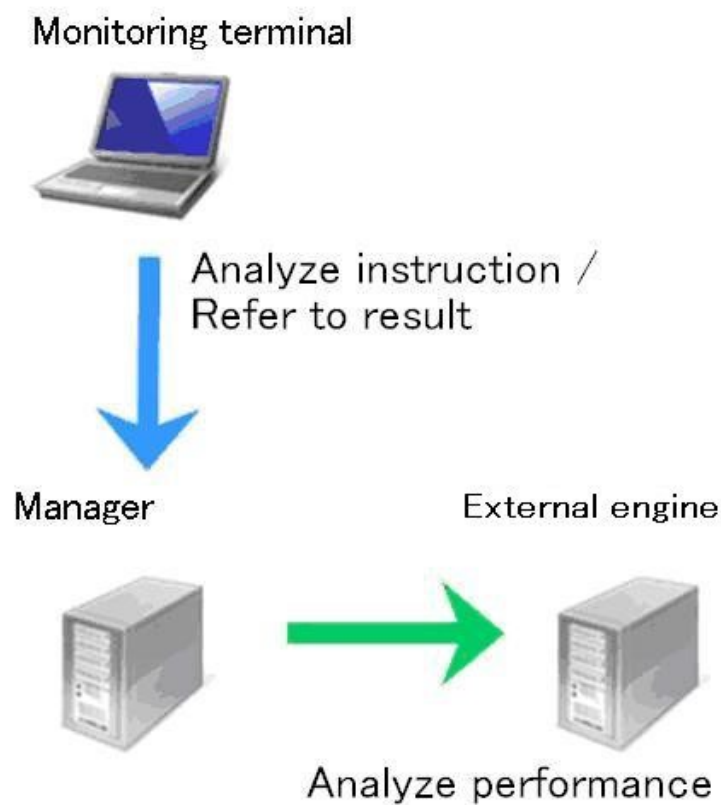 Monitoring terminal
Analyze instruction /
Refer to result
Manager
External engine
Analyze performance